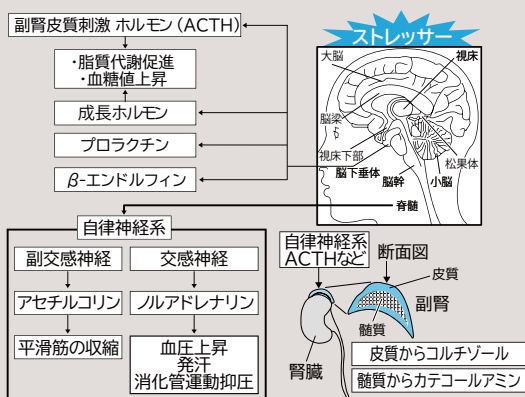 副腎皮質刺激 ホルモン（ACTH）
・脂質代謝促進
・血糖値上昇
成長ホルモン
プロラクチン
β-エンドルフィン
ストレッサー
大脳
視床
脳梁
視床下部
脳下垂体
松果体
脳幹
小脳
脊髄
自律神経系
副交感神経
交感神経
アセチルコリン
ノルアドレナリン
平滑筋の収縮
血圧上昇
発汗
消化管運動抑圧
自律神経系
ACTHなど
断面図
皮質
副腎
髄質
腎臓
皮質からコルチゾール
髄質からカテコールアミン